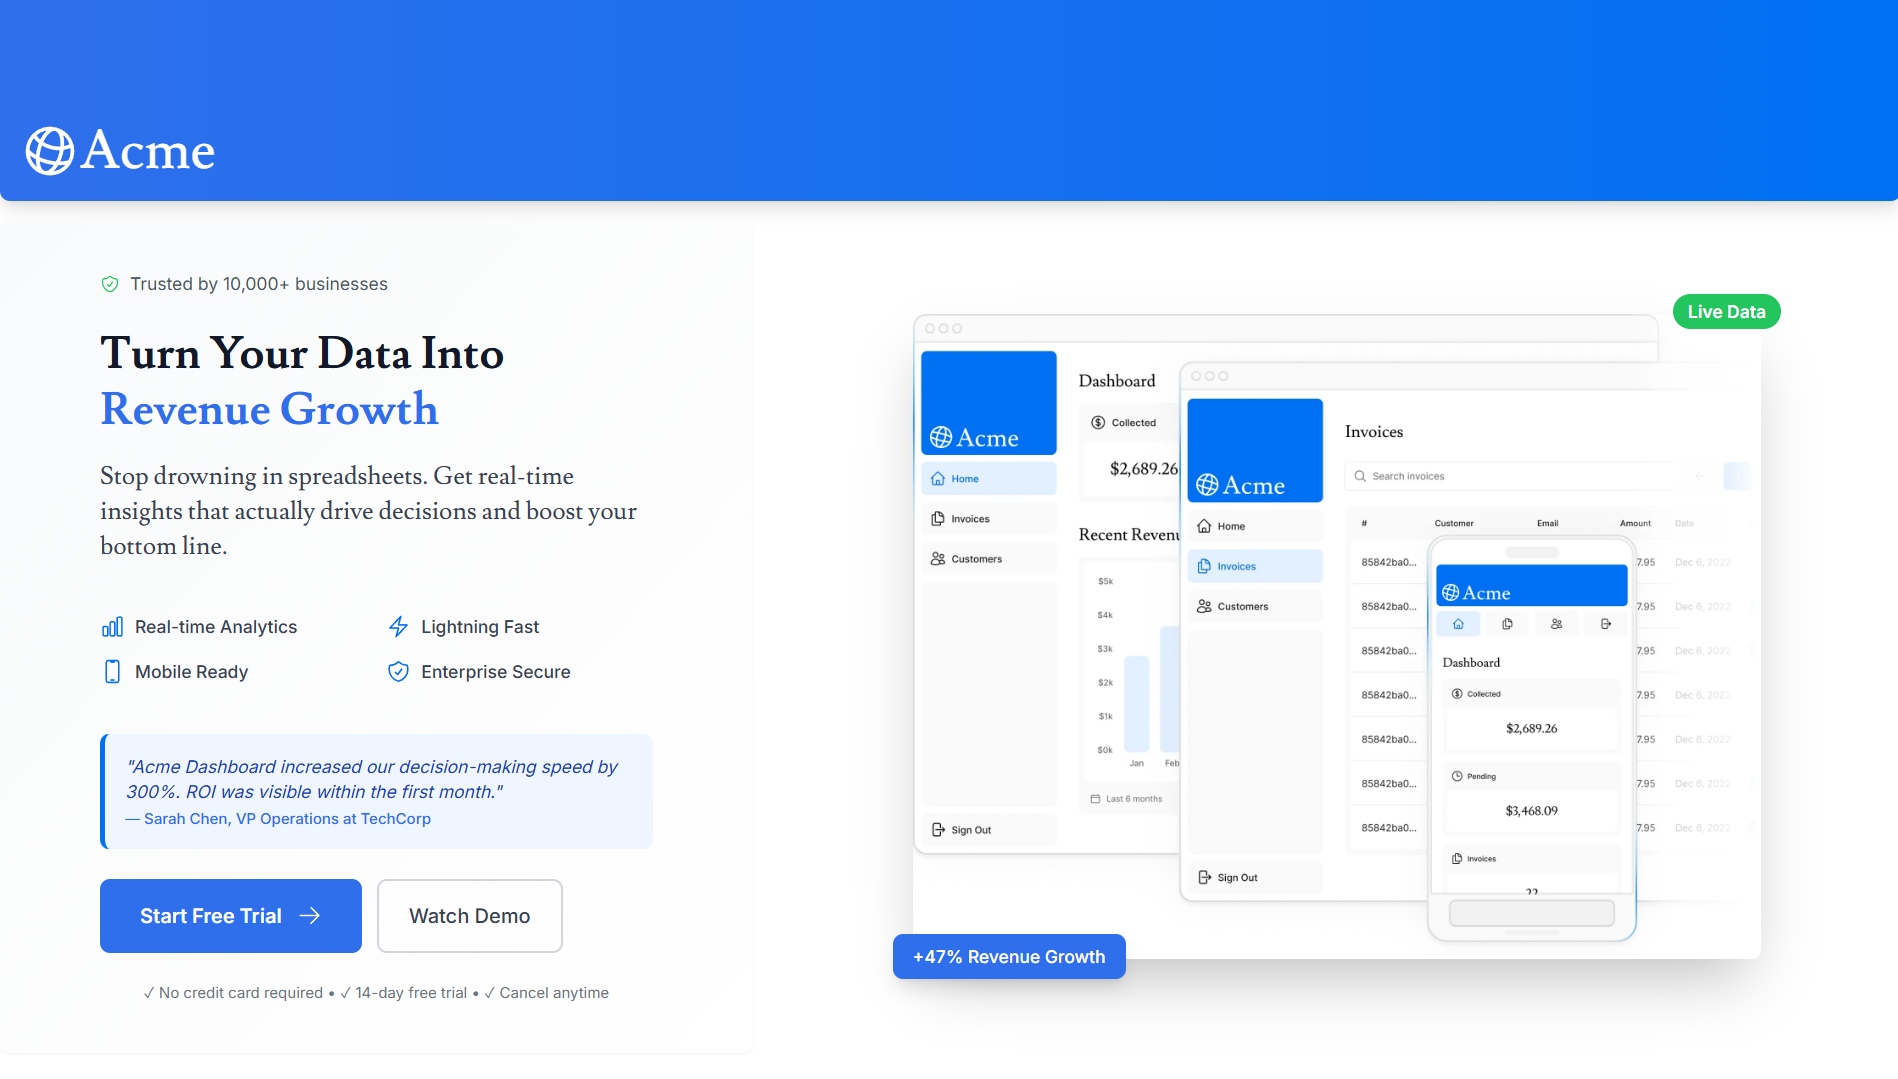 Acme
Trusted by 10,000+ businesses
Turn Your Data Into
Revenue Growth
Stop drowning in spreadsheets. Get real-time
insights that actually drive decisions and boost your
bottom line.
Real-time Analytics
Lightning Fast
Mobile Ready
Enterprise Secure
"Acme Dashboard increased our decision-making speed by
300%. ROI was visible within the first month."
— Sarah Chen, VP Operations at TechCorp
Start Free Trial
Watch Demo
✓ No credit card required • ✓ 14-day free trial • ✓ Cancel anytime
Live Data
Acme
Home
Invoices
Customers
Sign Out
Dashboard
Collected
$2,689.26
Recent
$5k
$4k
$3k
$2k
$1k
$0k
Jan Feb
Last 6 months
Acme
Home
Invoices
Customers
Sign Out
Invoices
Search invoices
# Customer Email Amount Date
85842ba0... 7.95 Dec 6, 2022
85842ba0... 7.95 Dec 6, 2022
85842ba0... 7.95 Dec 6, 2022
85842ba0... 7.95 Dec 6, 2022
85842ba0... 7.95 Dec 6, 2022
85842ba0... 7.95 Dec 6, 2022
85842ba0... 7.95 Dec 6, 2022
Acme
Dashboard
Collected
$2,689.26
Pending
$3,468.09
Invoices
22
+47% Revenue Growth